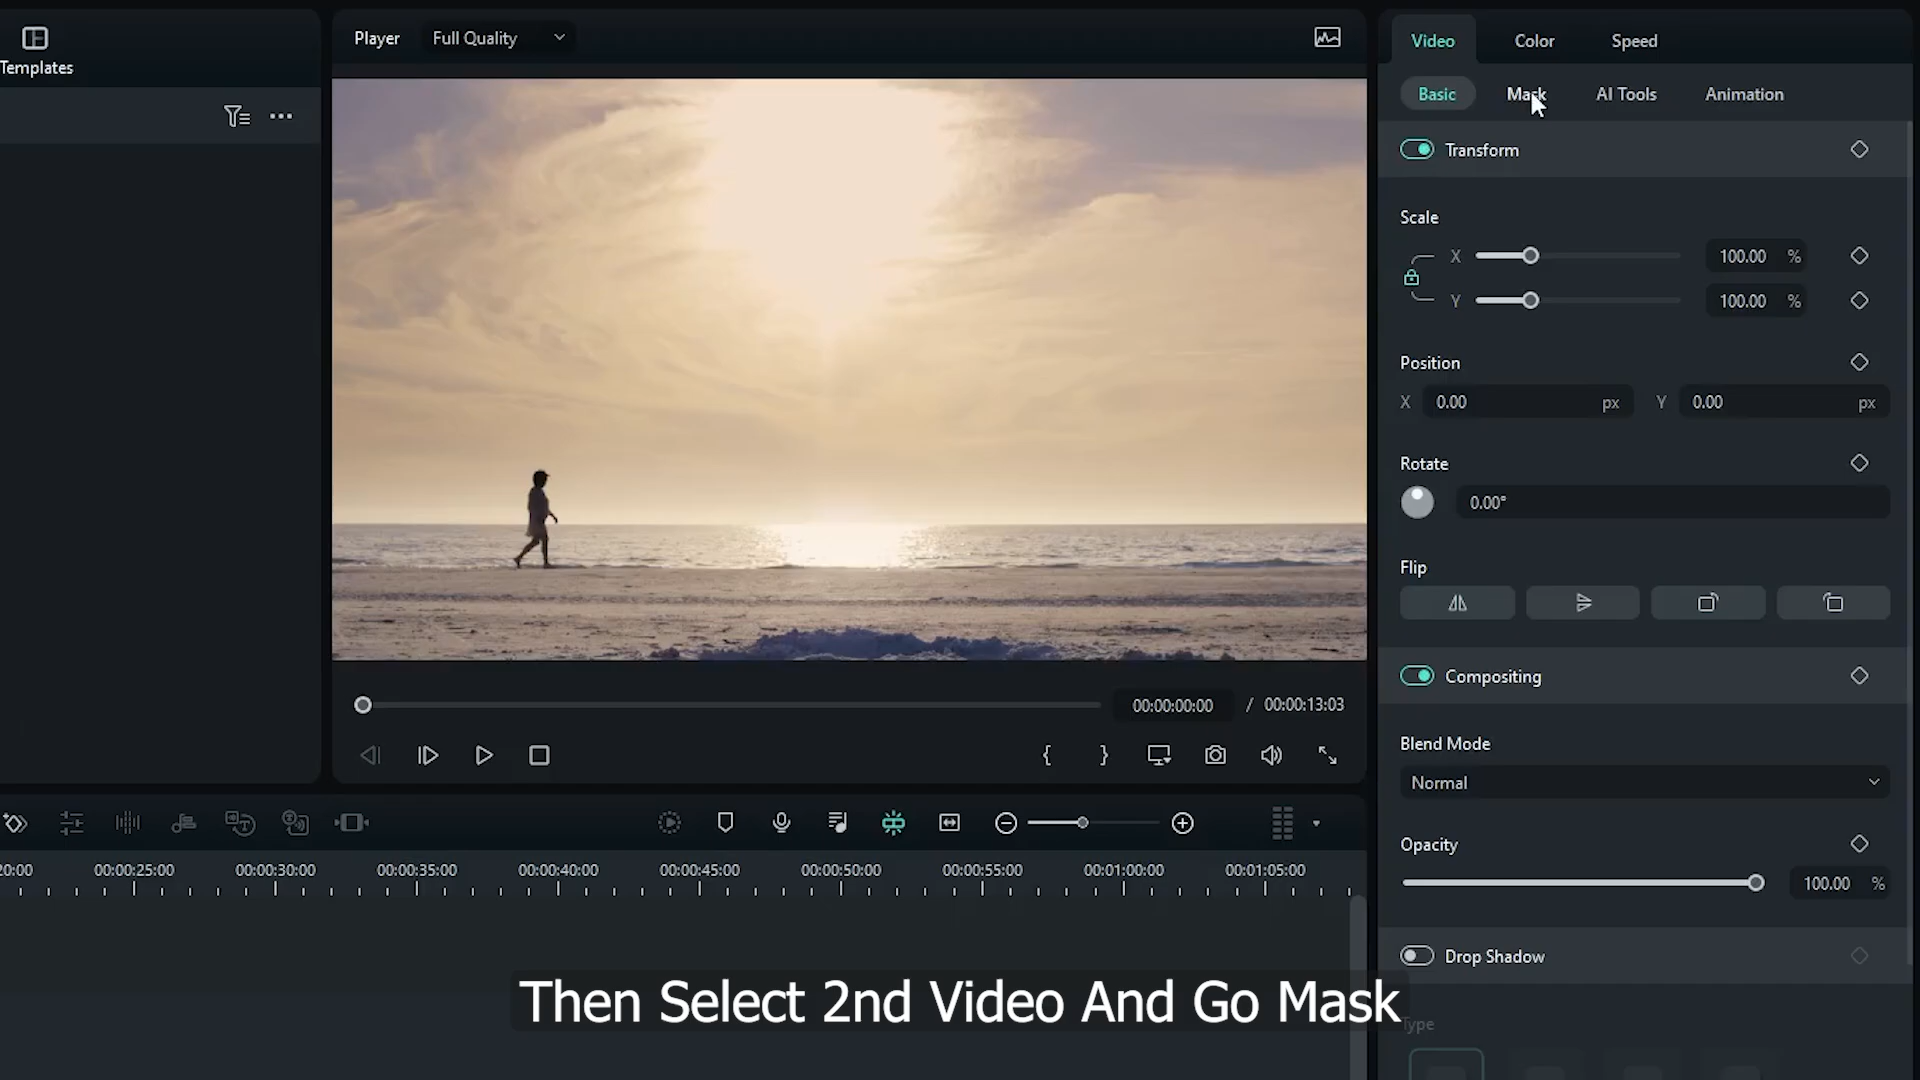 Templates
Player
Full Quality
Video
Color
Speed
Basic
Mask
AI Tools
Animation
Transform
Scale
X
100.00 %
Y
100.00 %
Position
X 0.00 px Y 0.00 px
Rotate
0.00°
Flip
Compositing
Blend Mode
Normal
Opacity
100.00 %
Drop Shadow
Type
00:00:00:00 / 00:00:13:03
20:00 00:00:25:00 00:00:30:00 00:00:35:00 00:00:40:00 00:00:45:00 00:00:50:00 00:00:55:00 00:01:00:00 00:01:05:00
Then Select 2nd Video And Go Mask